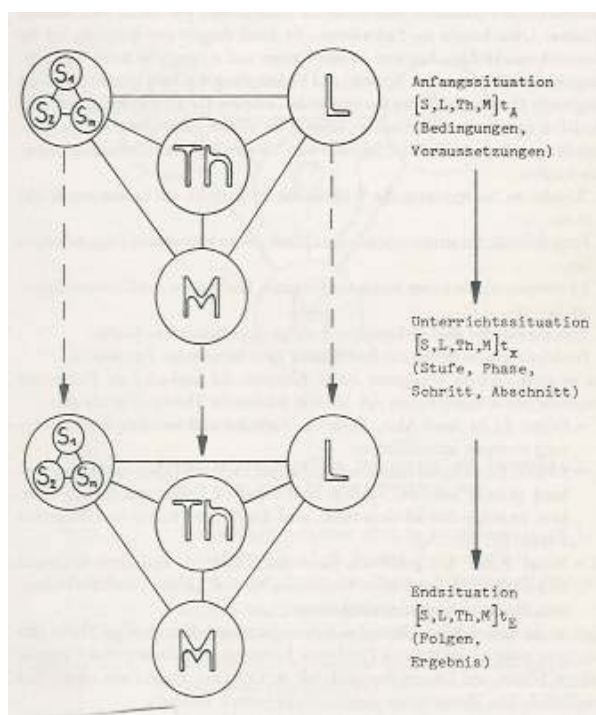 S1
S2 Sn
L
Th
M
S1
S2 Sn
L
Th
M
Anfangssituation
[S,L,Th,M]tA
(Bedingungen,
Voraussetzungen)
Unterrichtssituation
[S,L,Th,M]tx
(Stufe, Phase,
Schritt, Abschnitt)
Endsituation
[S,L,Th,M]tE
(Folgen,
Ergebnis)